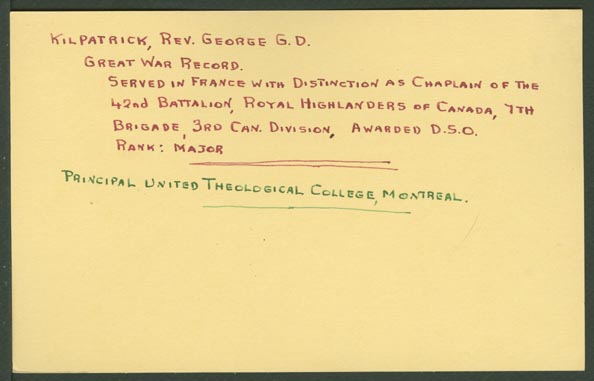 Kilpatrick, Rev. George G.D.
Great War Record.
Served in France with Distinction as Chaplain of the
42nd Battalion, Royal Highlanders of Canada, 7th
Brigade, 3rd Can. Division, Awarded D.S.O.
Rank: Major
Principal United Theological College, Montreal.